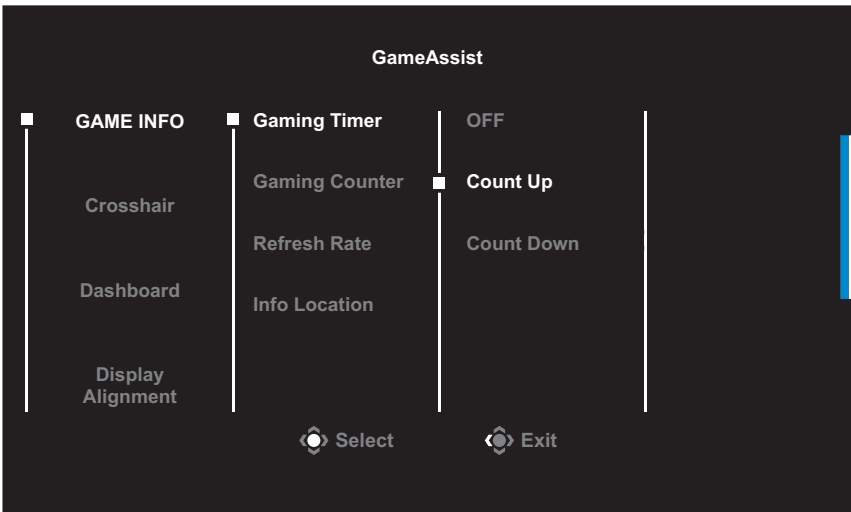 GameAssist
GAME INFO
Crosshair
Dashboard
Display
Alignment
Gaming Timer
Gaming Counter
Refresh Rate
Info Location
OFF
Count Up
Count Down
Select
Exit